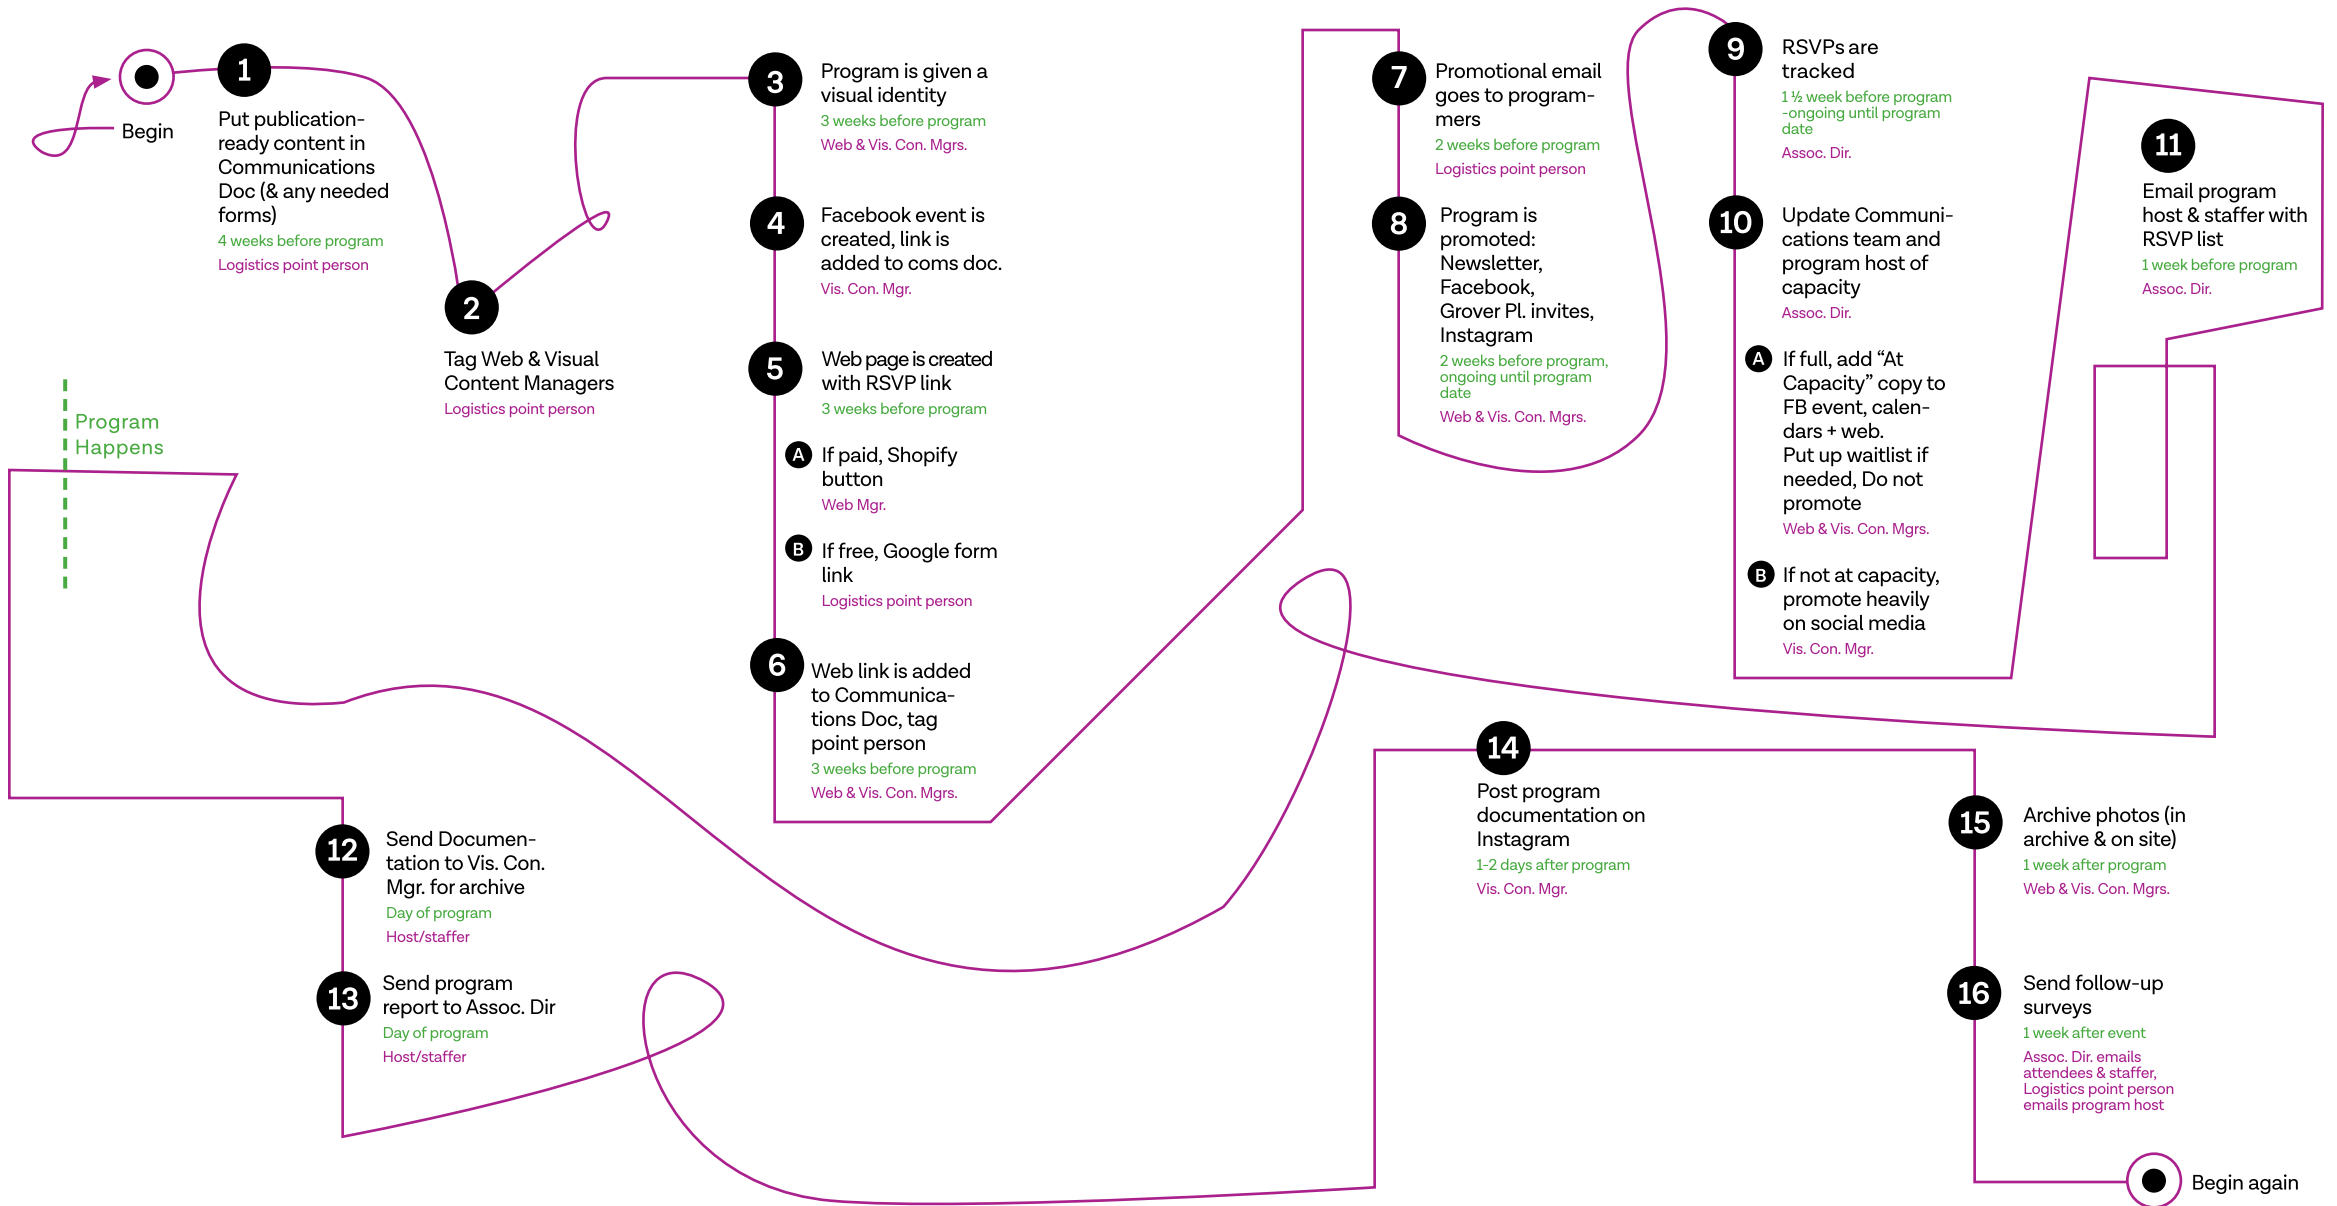 Begin
1
Put publication-
ready content in
Communications
Doc (& any needed
forms)
4 weeks before program
Logistics point person
2
Tag Web & Visual
Content Managers
Logistics point person
3
Program is given a
visual identity
3 weeks before program
Web & Vis. Con. Mgrs.
4
Facebook event is
created, link is
added to coms doc.
Vis. Con. Mgr.
5
Web page is created
with RSVP link
3 weeks before program
A
If paid, Shopify
button
Web Mgr.
B
If free, Google form
link
Logistics point person
6
Web link is added
to Communica-
tions Doc, tag
point person
3 weeks before program
Web & Vis. Con. Mgrs.
7
Promotional email
goes to program-
mers
2 weeks before program
Logistics point person
8
Program is
promoted:
Newsletter,
Facebook,
Grover Pl. invites,
Instagram
2 weeks before program,
ongoing until program
date
Web & Vis. Con. Mgrs.
9
RSVPs are
tracked
1 ½ week before program
-ongoing until program
date
Assoc. Dir.
10
Update Communi-
cations team and
program host of
capacity
Assoc. Dir.
A
If full, add “At
Capacity” copy to
FB event, calen-
dars + web.
Put up waitlist if
needed, Do not
promote
Web & Vis. Con. Mgrs.
B
If not at capacity,
promote heavily
on social media
Vis. Con. Mgr.
11
Email program
host & staffer with
RSVP list
1 week before program
Assoc. Dir.
Program
Happens
12
Send Documen-
tation to Vis. Con.
Mgr. for archive
Day of program
Host/staffer
13
Send program
report to Assoc. Dir
Day of program
Host/staffer
14
Post program
documentation on
Instagram
1-2 days after program
Vis. Con. Mgr.
15
Archive photos (in
archive & on site)
1 week after program
Web & Vis. Con. Mgrs.
16
Send follow-up
surveys
1 week after event
Assoc. Dir. emails
attendees & staffer,
Logistics point person
emails program host
Begin again